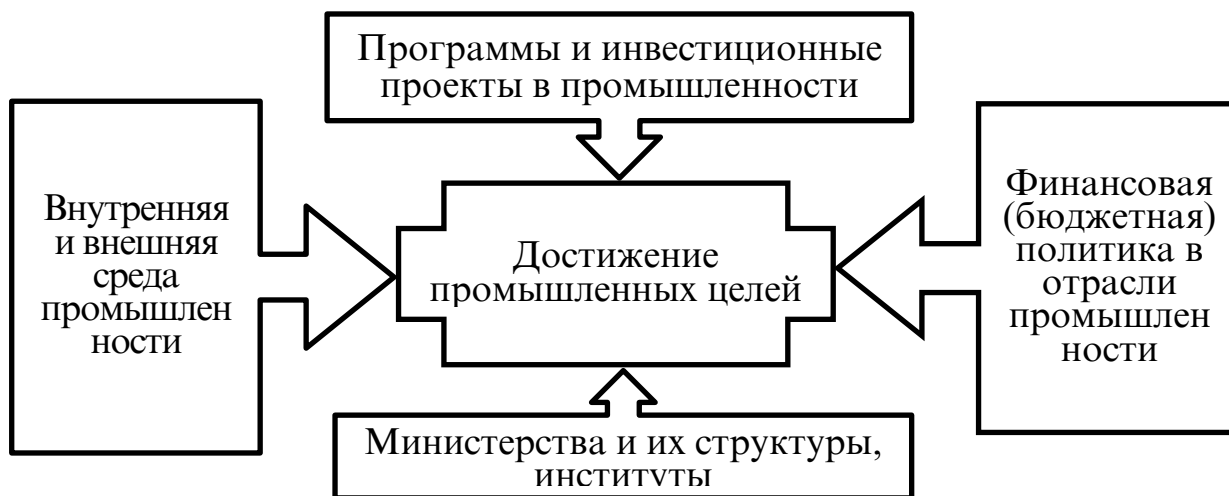 Программы и инвестиционные
проекты в промышленности
Внутренняя
и внешняя
среда
промышлен
ности
Достижение
промышленных целей
Финансовая
(бюджетная)
политика в
отрасли
промышлен
ности
Министерства и их структуры,
институты